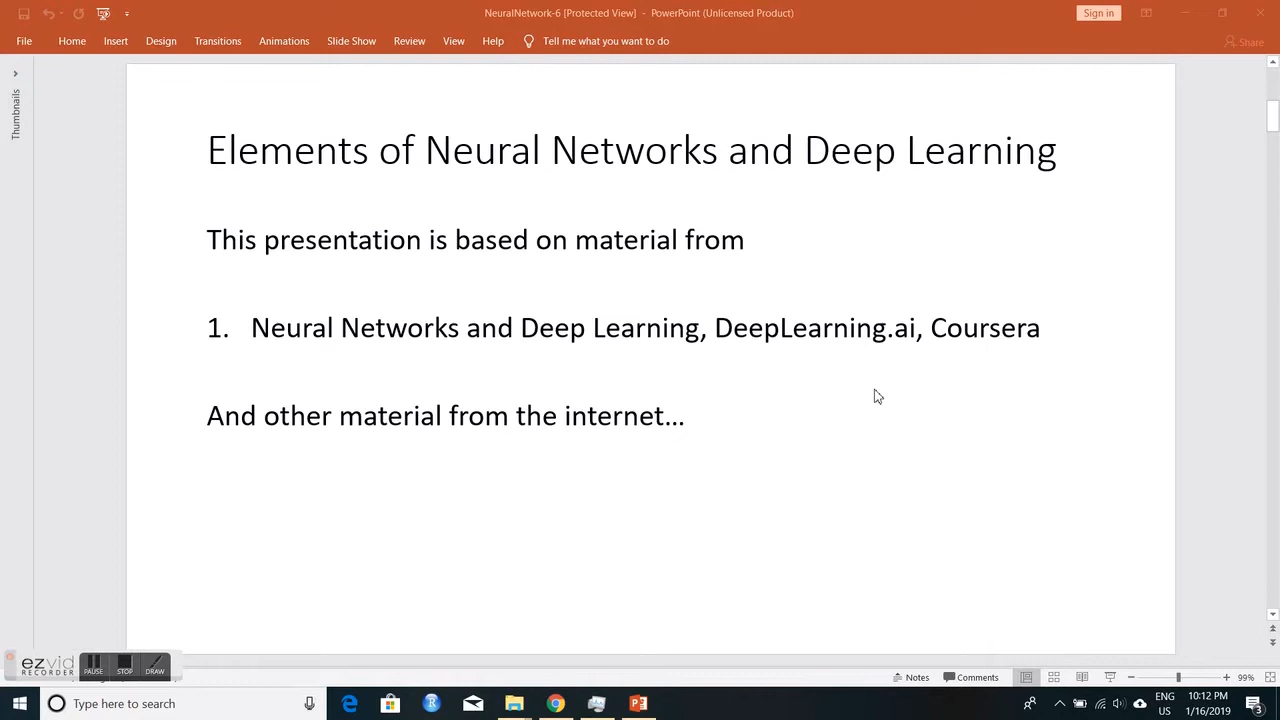 NeuralNetwork-6 [Protected View] - PowerPoint (Unlicensed Product)
Sign in
File Home Insert Design Transitions Animations Slide Show Review View Help Tell me what you want to do
Share
Thumbnails
Elements of Neural Networks and Deep Learning
This presentation is based on material from
1. Neural Networks and Deep Learning, DeepLearning.ai, Coursera
And other material from the internet...
ezvid
RECORDER
PAUSE STOP DRAW
Notes Comments 99%
Type here to search
ENG
US
10:12 PM
1/16/2019
3